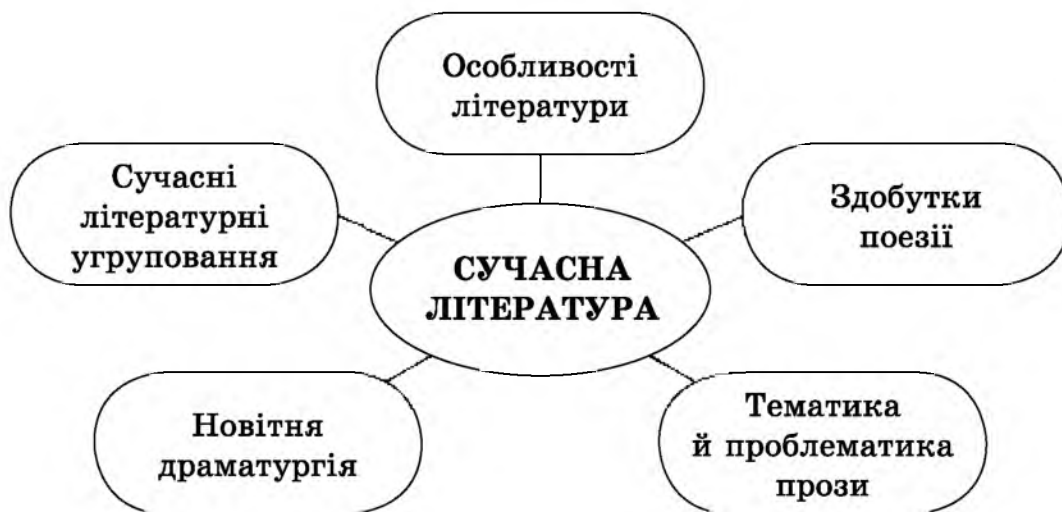 Особливості
літератури
Сучасні
літературні
угруповання
Здобутки
поезії
СУЧАСНА
ЛІТЕРАТУРА
Новітня
драматургія
Тематика
й проблематика
прози